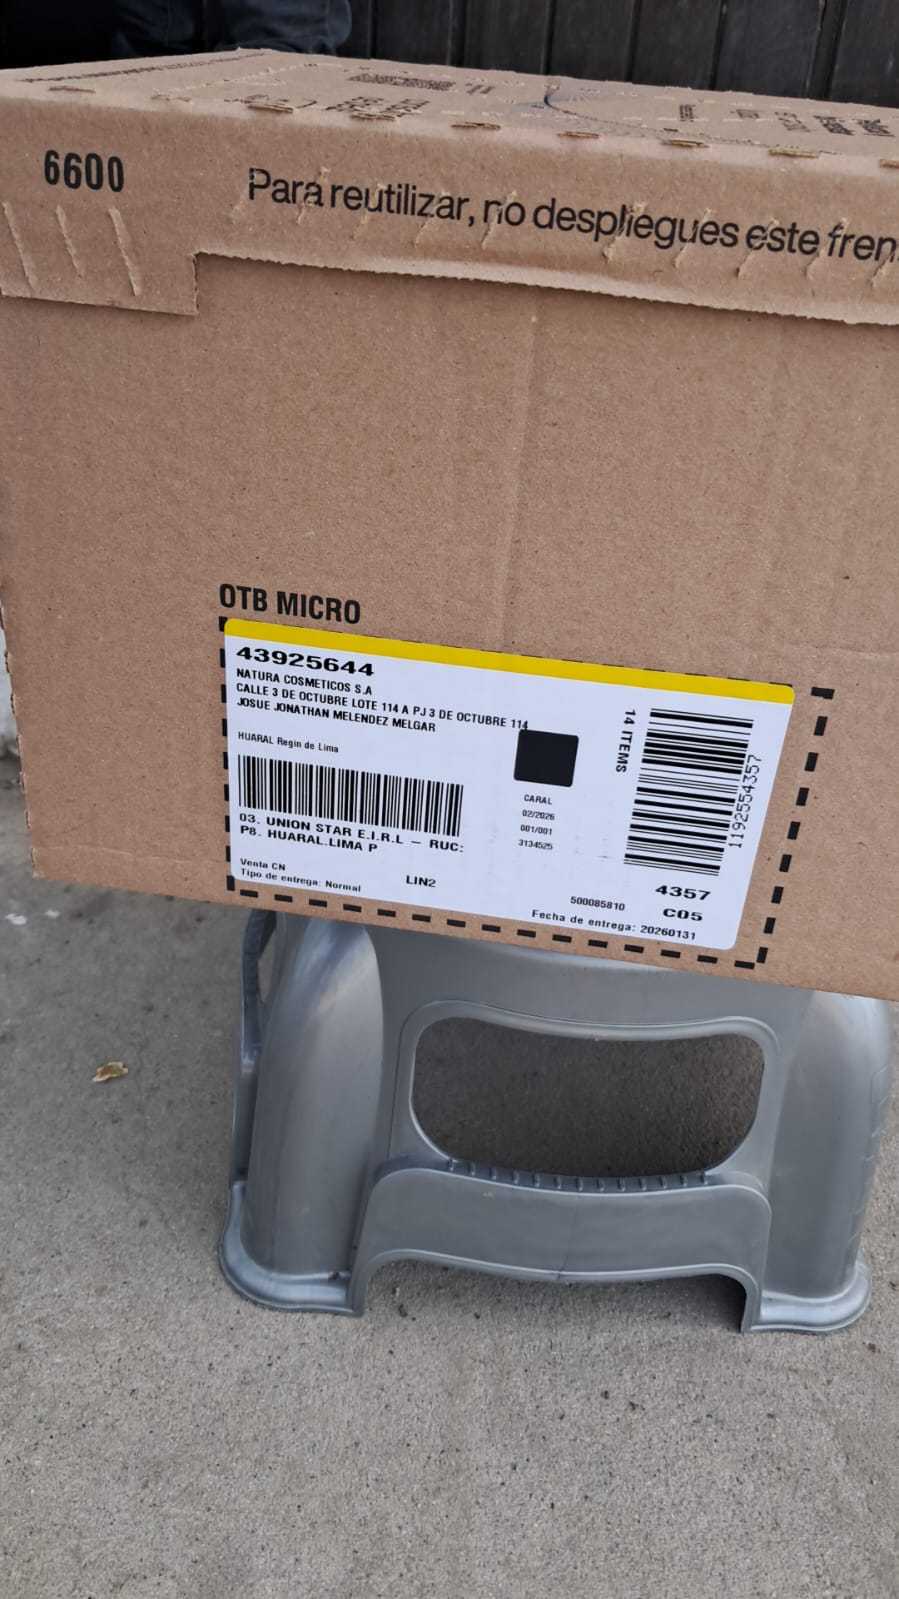 6600
Para reutilizar, no despliegues este fren
OTB MICRO
43925644
NATURA COSMETICOS S.A
CALLE 3 DE OCTUBRE LOTE 114 A PJ 3 DE OCTUBRE 114
JOSUE JONATHAN MELENDEZ MELGAR
HUARAL Regin de Lima
14 ITEMS
1192554357
CARAL
02/2026
001/001
3134525
03. UNION STAR E.I.R.L – RUC:
P8. HUARAL.LIMA P
Venta CN
Tipo de entrega: Normal
LIN2
4357
500085810
C05
Fecha de entrega: 20260131